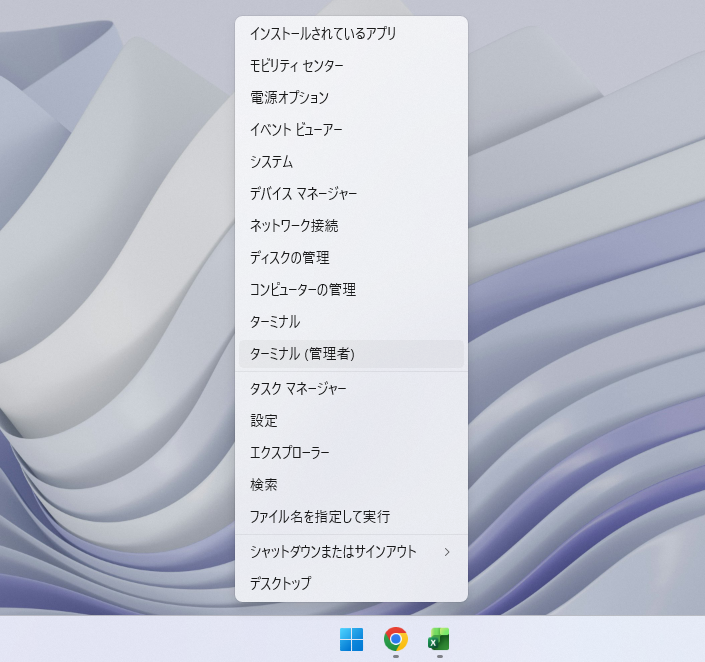 インストールされているアプリ
モビリティ センター
電源オプション
イベント ビューアー
システム
デバイス マネージャー
ネットワーク接続
ディスクの管理
コンピューターの管理
ターミナル
ターミナル (管理者)
タスク マネージャー
設定
エクスプローラー
検索
ファイル名を指定して実行
シャットダウンまたはサインアウト
デスクトップ
X